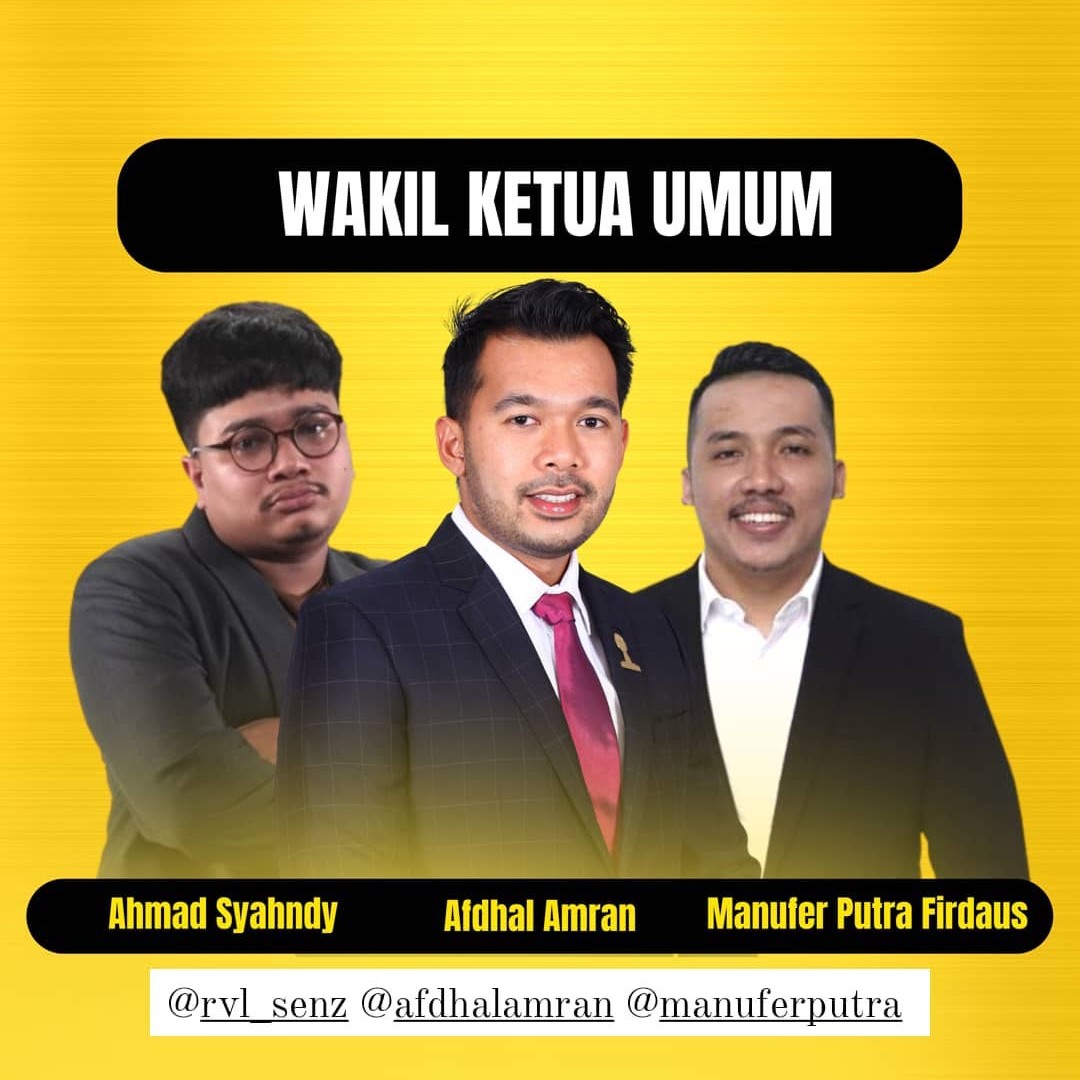 WAKIL KETUA UMUM
Ahmad Syahndy Afdhal Amran Manufer Putra Firdaus
@rvl_senz @afdhalamran @manuferputra